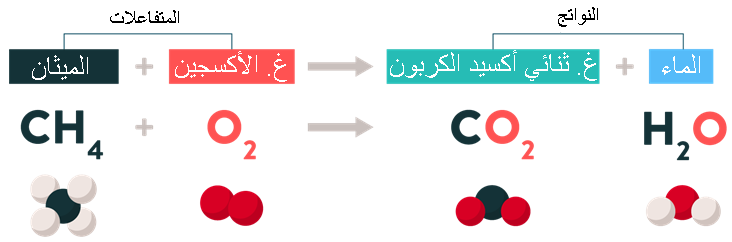 المتفاعلات النواتج
الميثان + غ. الأكسجين غ. ثنائي أكسيد الكربون + الماء
CH₄ + O₂ CO₂ H₂O